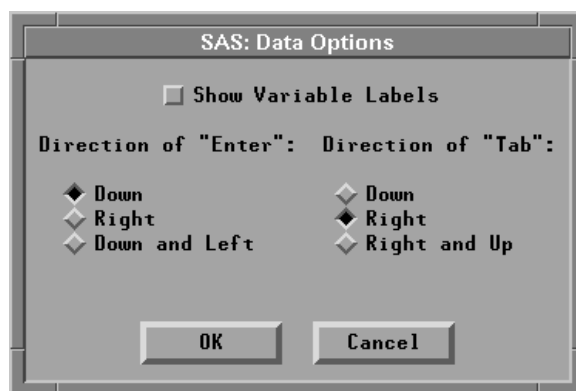 SAS: Data Options
Show Variable Labels
Direction of "Enter": Direction of "Tab":
Down Down
Right Right
Down and Left Right and Up
OK Cancel